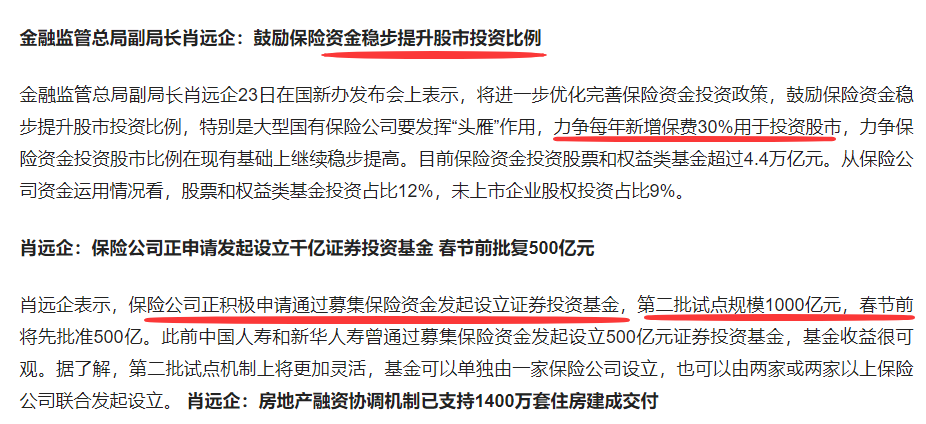 金融监管总局副局长肖远企：鼓励保险资金稳步提升股市投资比例
金融监管总局副局长肖远企23日在国新办发布会上表示，将进一步优化完善保险资金投资政策，鼓励保险资金稳
步提升股市投资比例，特别是大型国有保险公司要发挥“头雁”作用，力争每年新增保费30%用于投资股市，力争保
险资金投资股市比例在现有基础上继续稳步提高。目前保险资金投资股票和权益类基金超过4.4万亿元。从保险公
司资金运用情况看，股票和权益类基金投资占比12%，未上市企业股权投资占比9%。
肖远企：保险公司正申请发起设立千亿证券投资基金 春节前批复500亿元
肖远企表示，保险公司正积极申请通过募集保险资金发起设立证券投资基金，第二批试点规模1000亿元，春节前
将先批准500亿。此前中国人寿和新华人寿曾通过募集保险资金发起设立500亿元证券投资基金，基金收益很可
观。据了解，第二批试点机制上将更加灵活，基金可以单独由一家保险公司设立，也可以由两家或两家以上保险
公司联合发起设立。 肖远企：房地产融资协调机制已支持1400万套住房建成交付